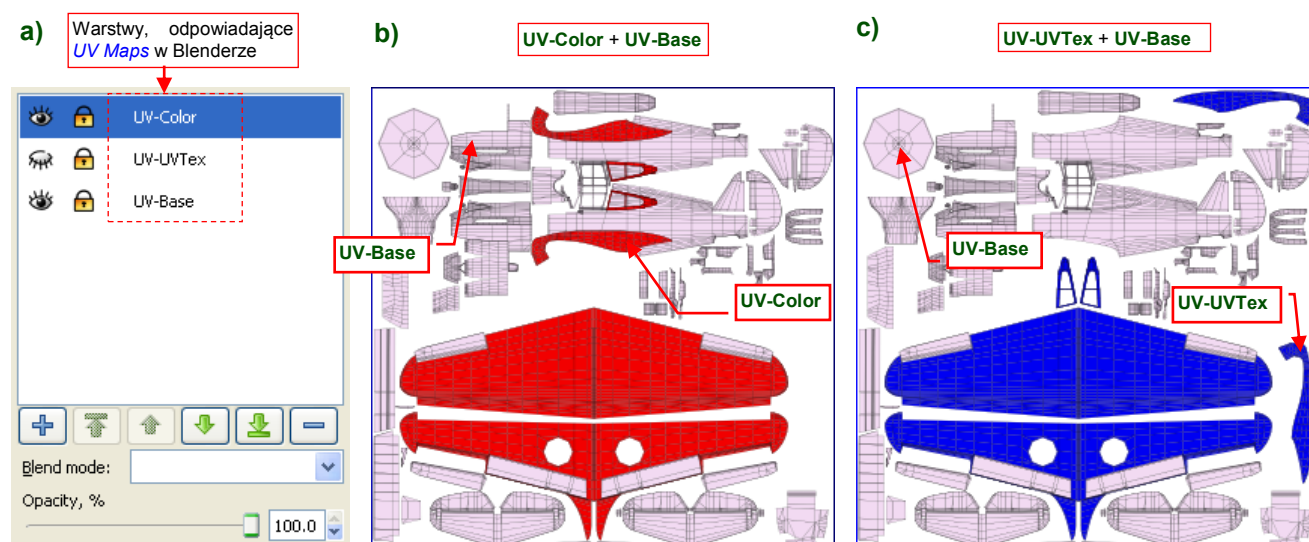 a)
Warstwy, odpowiadające
UV Maps w Blenderze
UV-Color
UV-UVTex
UV-Base
Blend mode:
Opacity, %
100.0
b)
UV-Color + UV-Base
UV-Base
UV-Color
c)
UV-UVTex + UV-Base
UV-Base
UV-UVTex